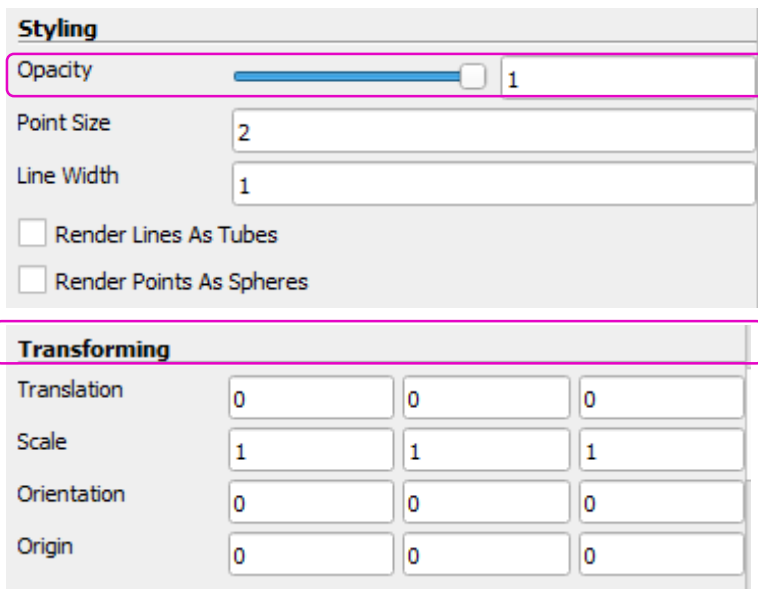 Styling
Opacity 1
Point Size 2
Line Width 1
Render Lines As Tubes
Render Points As Spheres
Transforming
Translation 0 0 0
Scale 1 1 1
Orientation 0 0 0
Origin 0 0 0